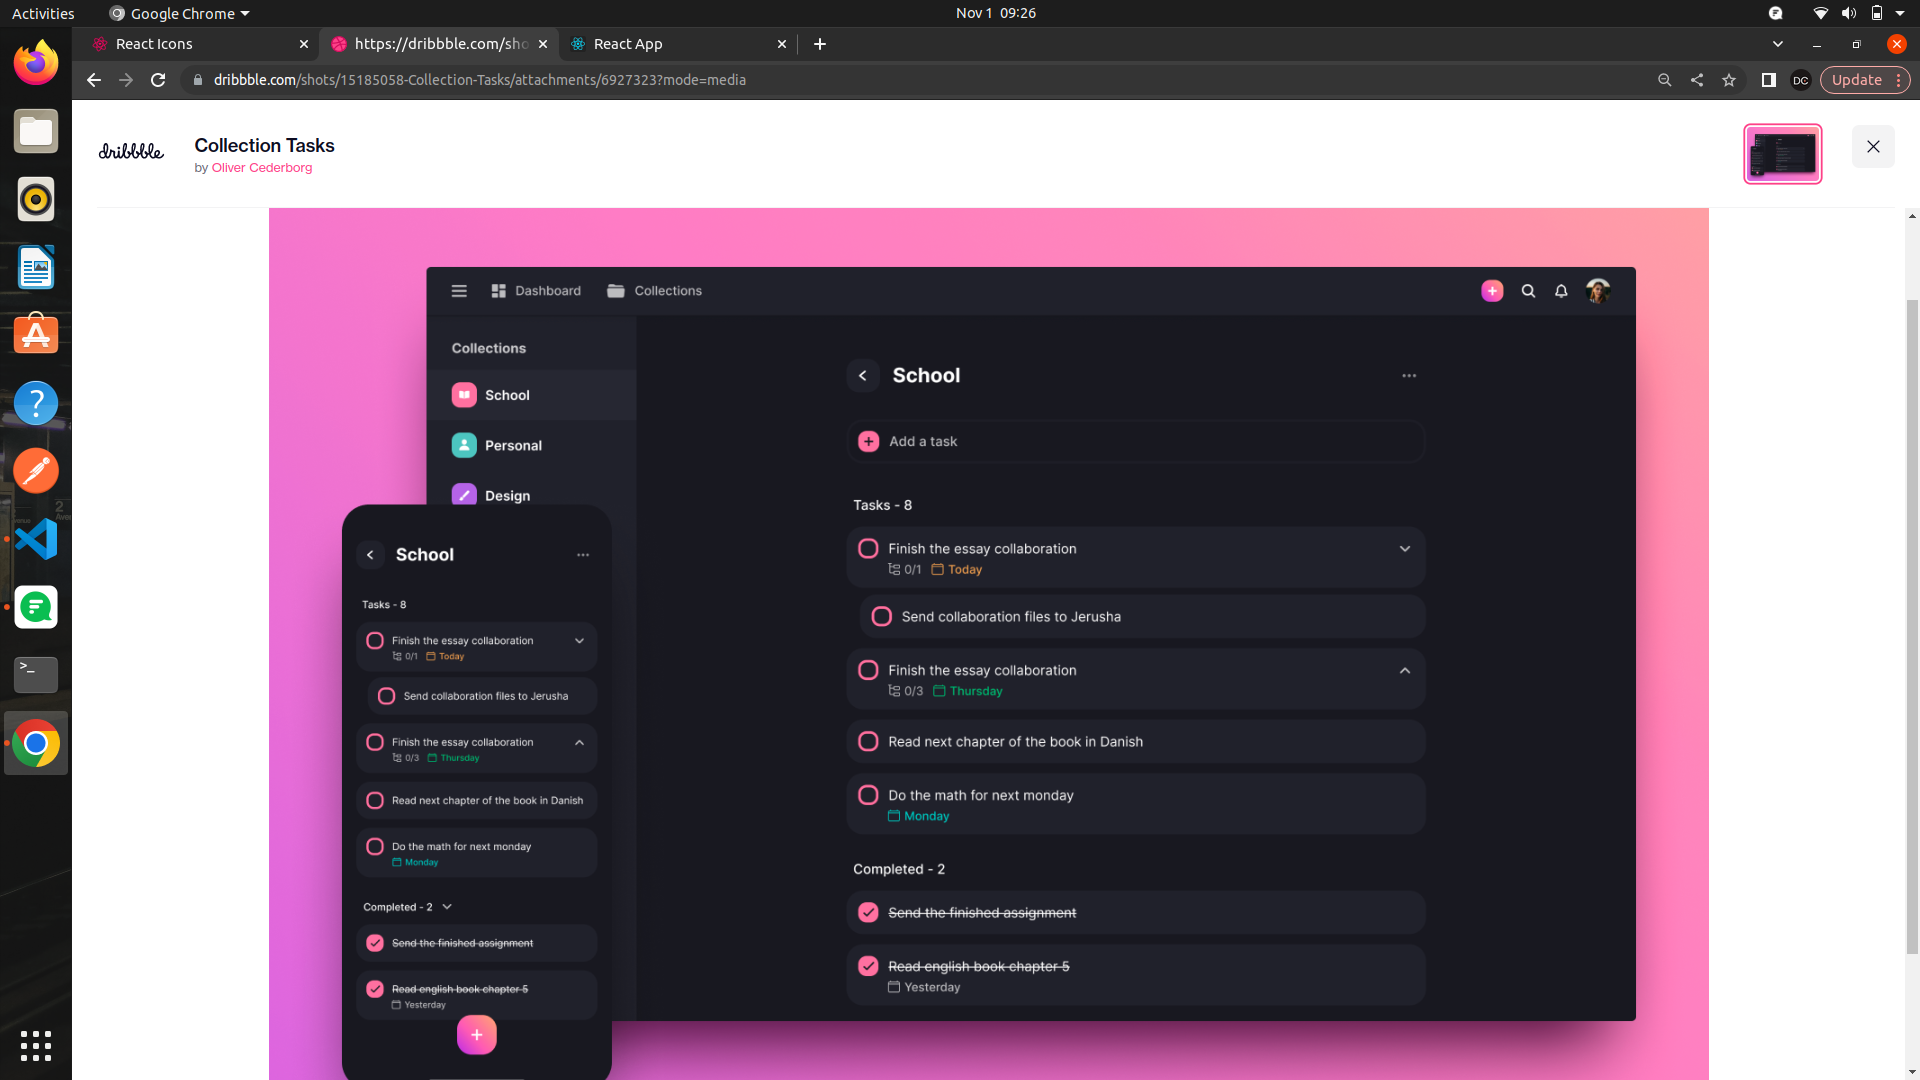 Activities
Google Chrome
Nov 1 09:26
React Icons
https://dribbble.com/sho
React App
dribbble.com/shots/15185058-Collection-Tasks/attachments/6927323?mode=media
DC
Update
dribbble
Collection Tasks
by Oliver Cederborg
Dashboard
Collections
Collections
School
Personal
Design
School
Add a task
Tasks - 8
Finish the essay collaboration
0/1 Today
Send collaboration files to Jerusha
Finish the essay collaboration
0/3 Thursday
Read next chapter of the book in Danish
Do the math for next monday
Monday
Completed - 2
Send the finished assignment
Read english book chapter 5
Yesterday
School
Tasks - 8
Finish the essay collaboration
0/1 Today
Send collaboration files to Jerusha
Finish the essay collaboration
0/3 Thursday
Read next chapter of the book in Danish
Do the math for next monday
Monday
Completed - 2
Send the finished assignment
Read english book chapter 5
Yesterday